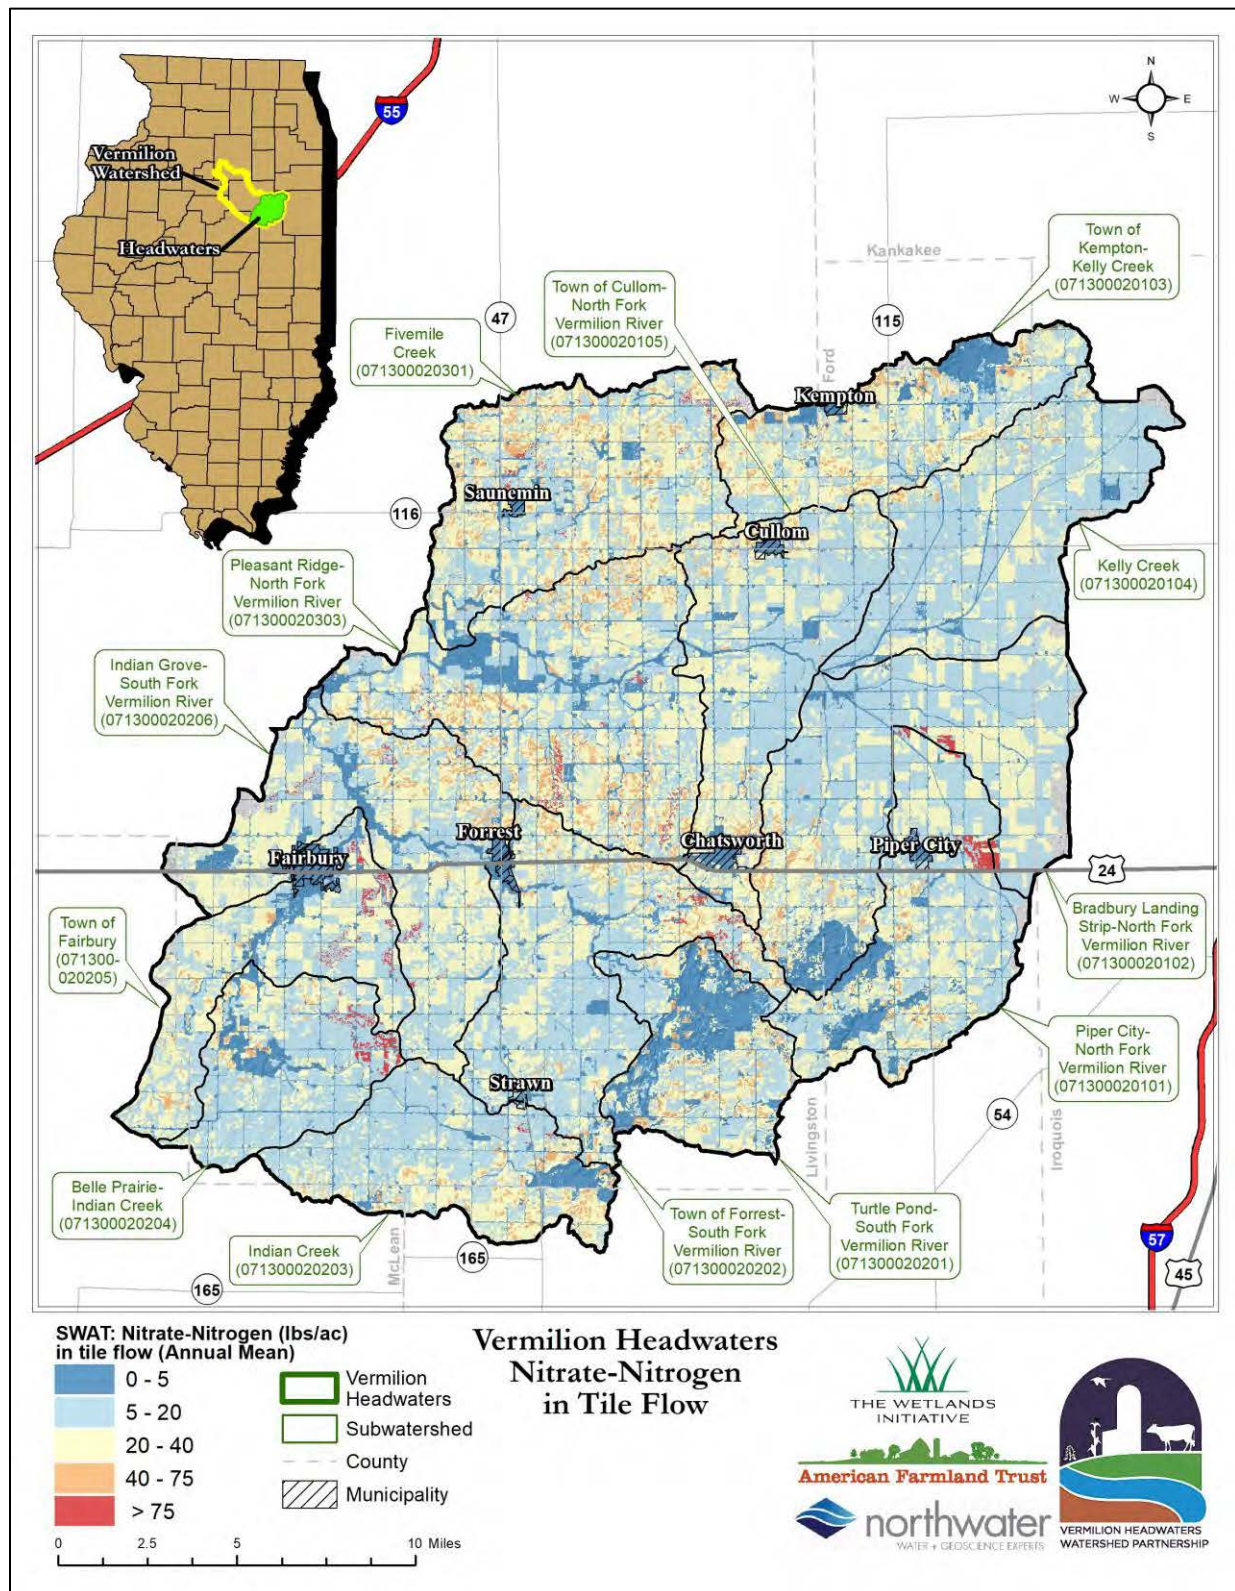 N
W
E
S
55
Vermilion
Watershed
Headwaters
Town of
Kempton-
Kelly Creek
(071300020103)
Kankakee
Town of Cullom-
North Fork
Vermilion River
(071300020105)
47
115
Fivemile
Creek
(071300020301)
Ford
Kempton
Saunemin
116
Cullom
Kelly Creek
(071300020104)
Pleasant Ridge-
North Fork
Vermilion River
(071300020303)
Indian Grove-
South Fork
Vermilion River
(071300020206)
Fairbury
Forrest
Chatsworth
Piper City
24
Town of
Fairbury
(071300-
020205)
Bradbury Landing
Strip-North Fork
Vermilion River
(071300020102)
Piper City-
North Fork
Vermilion River
(071300020101)
Strawn
54
Livingston
Iroquois
Belle Prairie-
Indian Creek
(071300020204)
Indian Creek
(071300020203)
McLean
165
165
Town of Forrest-
South Fork
Vermilion River
(071300020202)
Turtle Pond-
South Fork
Vermilion River
(071300020201)
57
45
SWAT: Nitrate-Nitrogen (lbs/ac)
in tile flow (Annual Mean)
0 - 5
5 - 20
20 - 40
40 - 75
> 75
Vermilion
Headwaters
Subwatershed
County
Municipality
0 2.5 5 10 Miles
Vermilion Headwaters
Nitrate-Nitrogen
in Tile Flow
THE WETLANDS
INITIATIVE
American Farmland Trust
northwater
WATER + GEOSCIENCE EXPERTS
VERMILION HEADWATERS
WATERSHED PARTNERSHIP